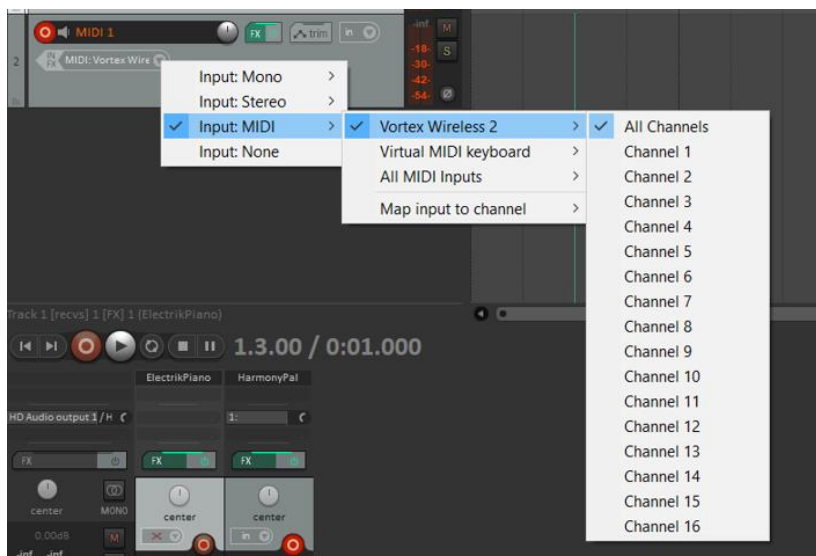 MIDI 1
FX
trim
in
-inf
M
-18-
S
-30-
-42-
-54-
2
IN
FX
MIDI: Vortex Wire
Input: Mono
Input: Stereo
Input: MIDI
Input: None
Vortex Wireless 2
Virtual MIDI keyboard
All MIDI Inputs
Map input to channel
All Channels
Channel 1
Channel 2
Channel 3
Channel 4
Channel 5
Channel 6
Channel 7
Channel 8
Channel 9
Channel 10
Channel 11
Channel 12
Channel 13
Channel 14
Channel 15
Channel 16
Track 1 [recvs] 1 [FX] 1 (ElectrikPiano)
1.3.00 / 0:01.000
ElectrikPiano
HarmonyPal
HD Audio output 1 / H
1:
FX
FX
FX
center
MONO
center
center
in
0.00dB
M
-inf -inf